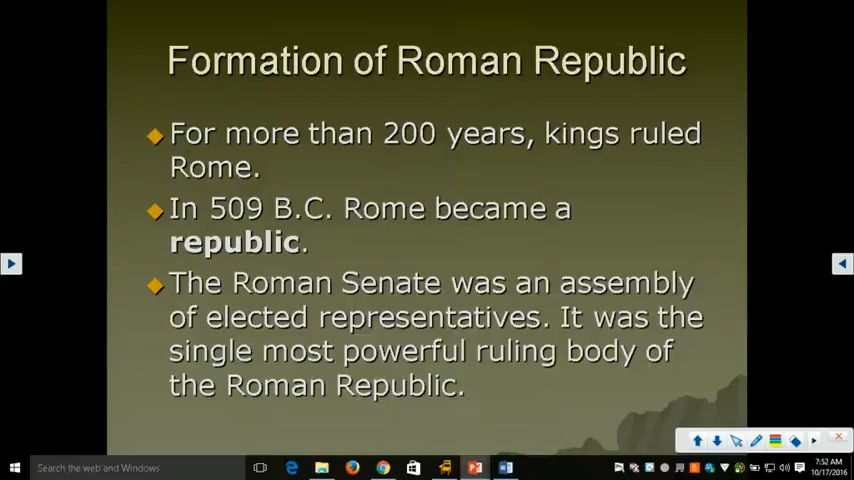 Formation of Roman Republic
For more than 200 years, kings ruled
Rome.
In 509 B.C. Rome became a
republic.
The Roman Senate was an assembly
of elected representatives. It was the
single most powerful ruling body of
the Roman Republic.
Search the web and Windows
7:52 AM
10/17/2016